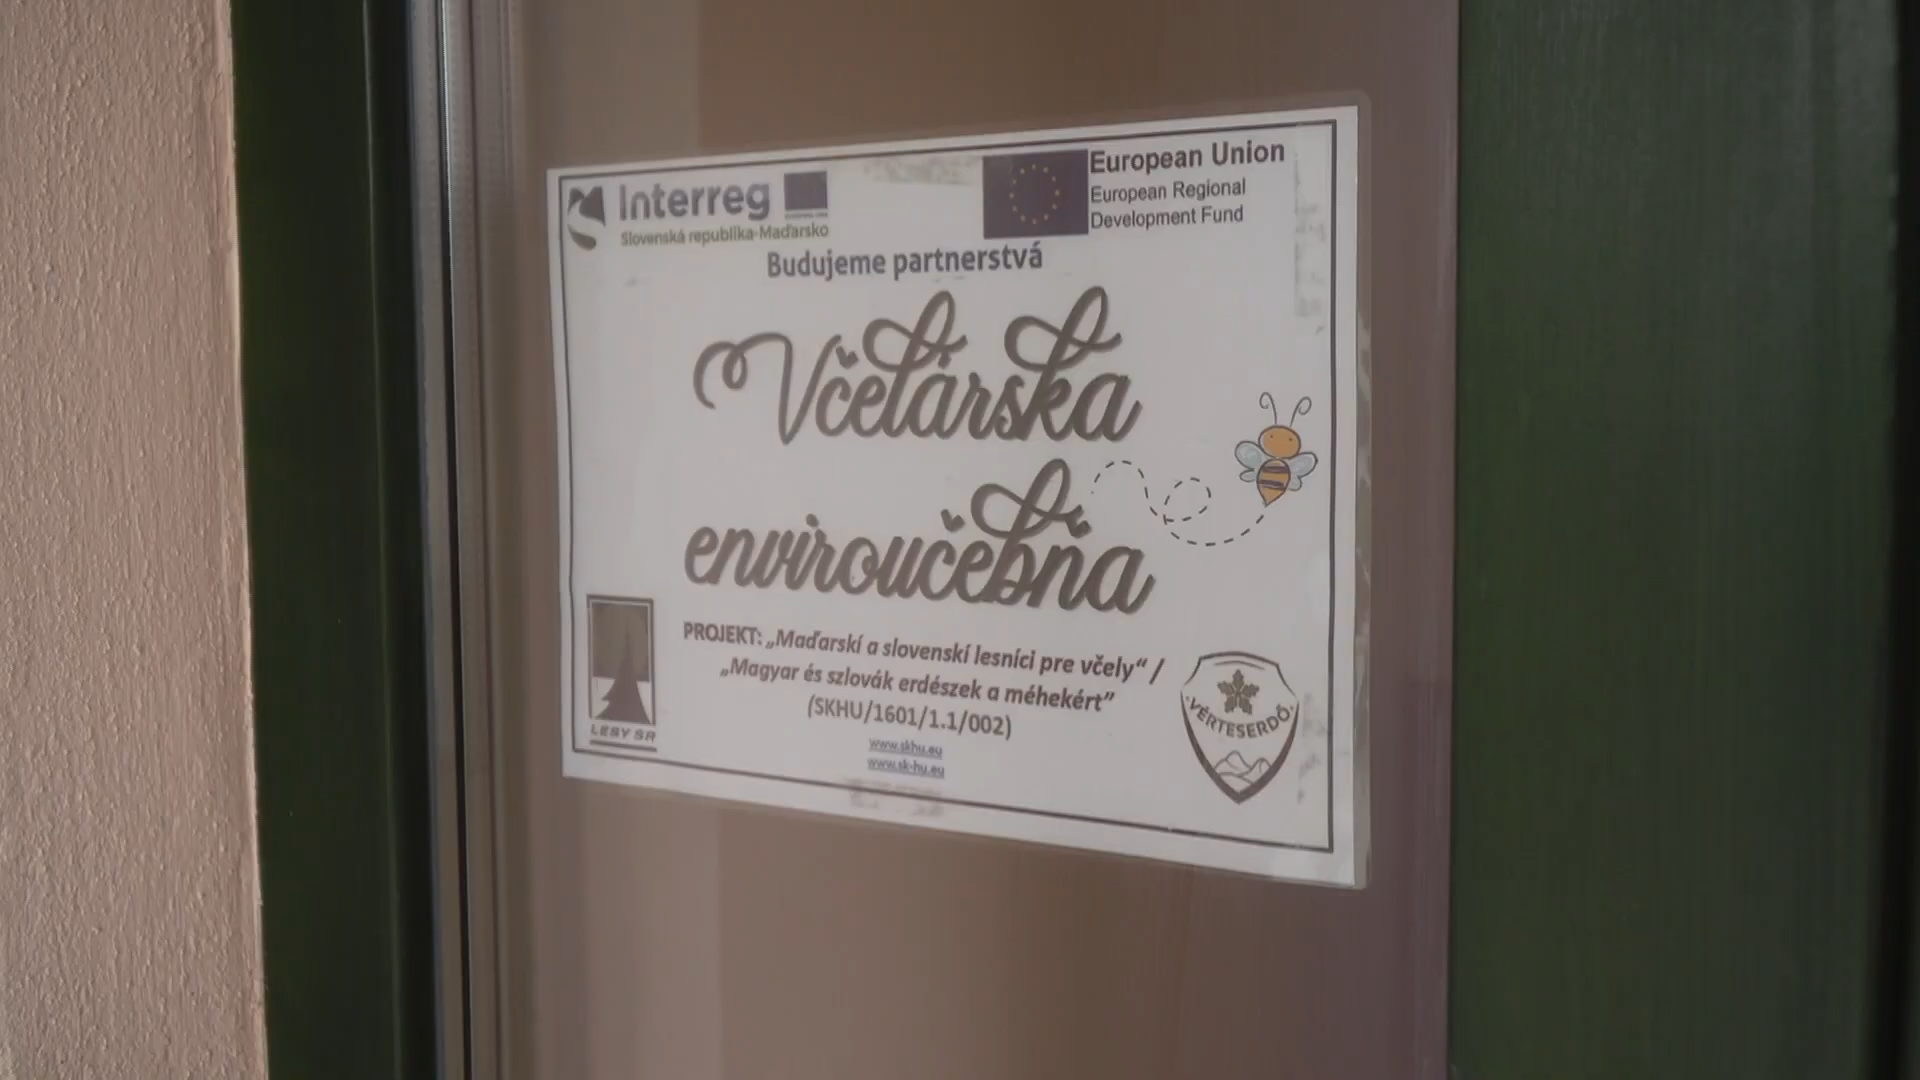 Interreg
Slovenská republika-Maďarsko
European Union
European Regional
Development Fund
Budujeme partnerstvá
Včelárska
enviroučebňa
PROJEKT: „Maďarskí a slovenskí lesníci pre včely“ /
„Magyar és szlovák erdészek a méhekért”
(SKHU/1601/1.1/002)
www.skhu.eu
www.sk-hu.eu
LESY SR
VÉRTESERDŐ